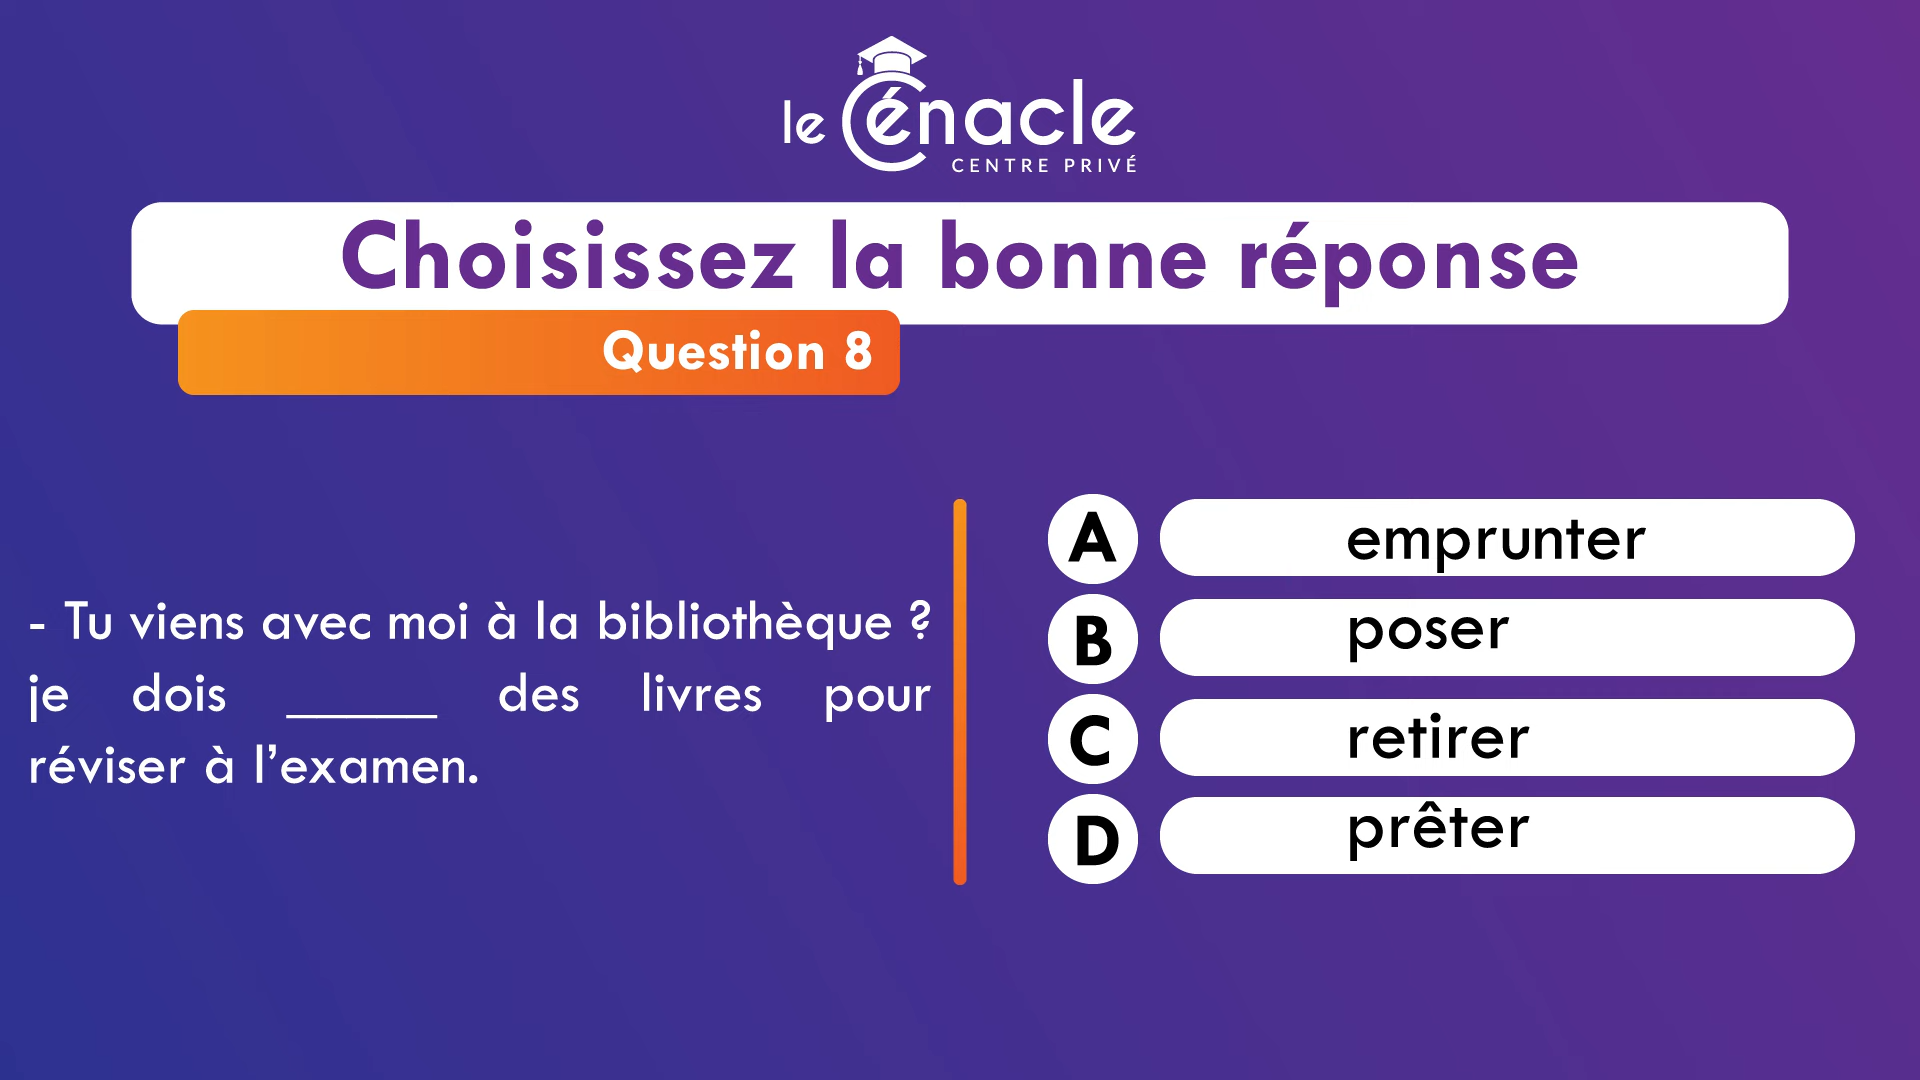 le Cénacle
CENTRE PRIVÉ
Choisissez la bonne réponse
Question 8
- Tu viens avec moi à la bibliothèque ?
je dois ______ des livres pour
réviser à l’examen.
A emprunter
B poser
C retirer
D prêter